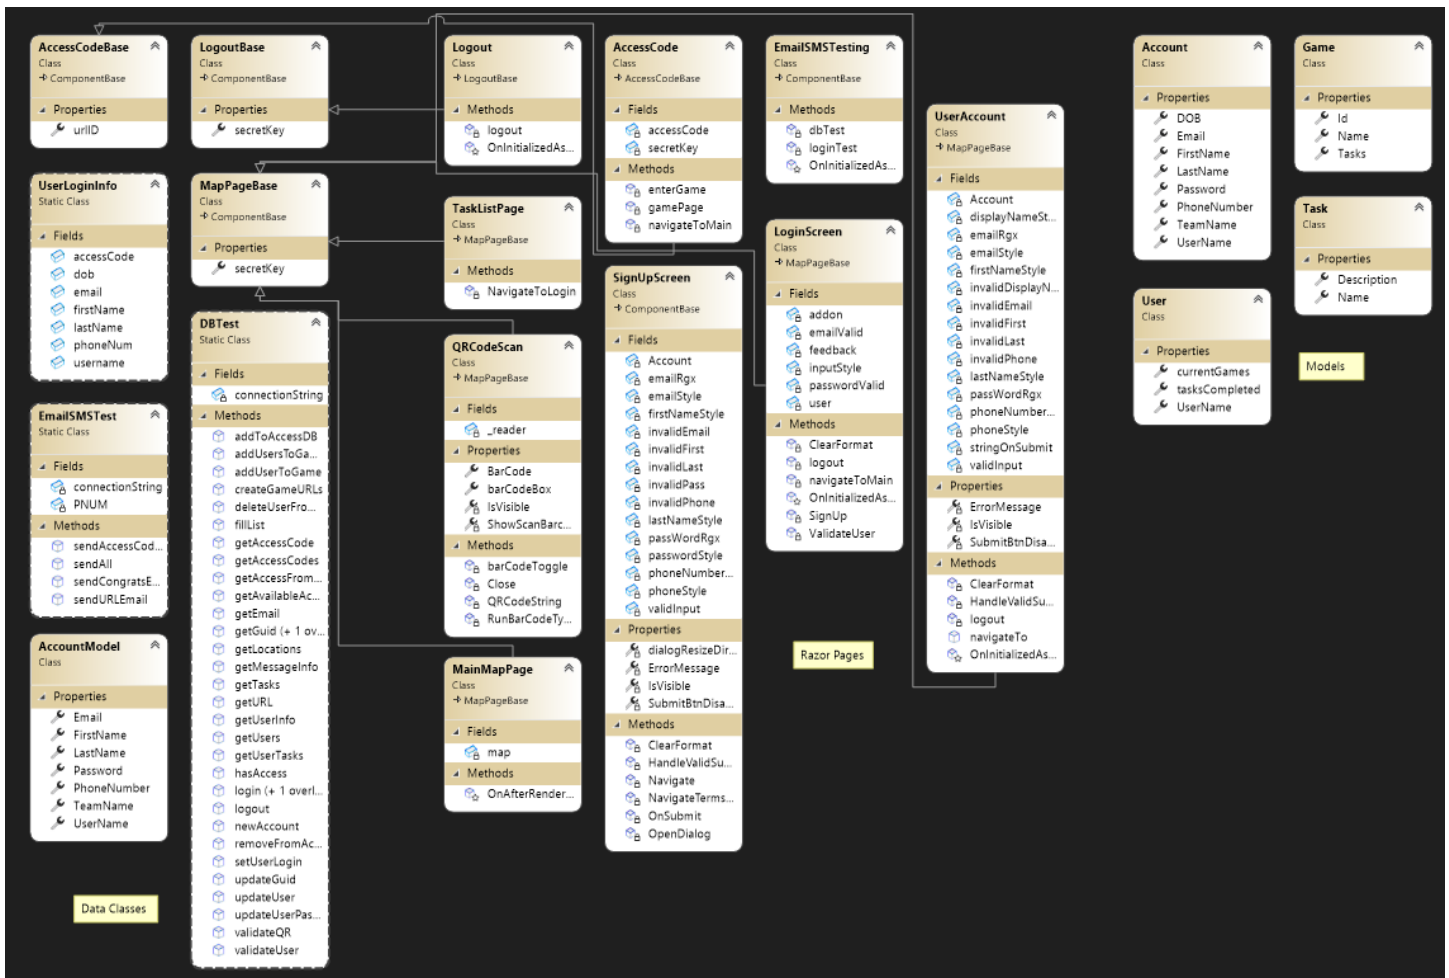 AccessCodeBase
Class
ComponentBase
Properties
urlID
UserLoginInfo
Static Class
Fields
accessCode
dob
email
firstName
lastName
phoneNum
username
EmailSMSTest
Static Class
Fields
connectionString
PNUM
Methods
sendAccessCod...
sendAll
sendCongratsE...
sendURLEmail
AccountModel
Class
Properties
Email
FirstName
LastName
Password
PhoneNumber
TeamName
UserName
Data Classes
LogoutBase
Class
ComponentBase
Properties
secretKey
MapPageBase
Class
ComponentBase
Properties
secretKey
DBTest
Static Class
Fields
connectionString
Methods
addToAccessDB
addUsersToGa...
addUserToGame
createGameURLs
deleteUserFro...
fillList
getAccessCode
getAccessCodes
getAccessFrom...
getAvailableAc...
getEmail
getGuid (+ 1 ov...
getLocations
getMessageInfo
getTasks
getURL
getUserInfo
getUsers
getUserTasks
hasAccess
login (+ 1 overl...
logout
newAccount
removeFromAc...
setUserLogin
updateGuid
updateUser
updateUserPas...
validateQR
validateUser
Logout
Class
LogoutBase
Methods
logout
OnInitializedAs...
TaskListPage
Class
MapPageBase
Methods
NavigateToLogin
QRCodeScan
Class
MapPageBase
Fields
_reader
Properties
BarCode
barCodeBox
IsVisible
ShowScanBarc...
Methods
barCodeToggle
Close
QRCodeString
RunBarCodeTy...
MainMapPage
Class
MapPageBase
Fields
map
Methods
OnAfterRender...
AccessCode
Class
AccessCodeBase
Fields
accessCode
secretKey
Methods
enterGame
gamePage
navigateToMain
SignUpScreen
Class
ComponentBase
Fields
Account
emailRgx
emailStyle
firstNameStyle
invalidEmail
invalidFirst
invalidLast
invalidPass
invalidPhone
lastNameStyle
passWordRgx
passwordStyle
phoneNumber...
phoneStyle
validInput
Properties
dialogResizeDir...
ErrorMessage
IsVisible
SubmitBtnDisa...
Methods
ClearFormat
HandleValidSu...
Navigate
NavigateTerms...
OnSubmit
OpenDialog
EmailSMSTesting
Class
ComponentBase
Methods
dbTest
loginTest
OnInitializedAs...
LoginScreen
Class
MapPageBase
Fields
addon
emailValid
feedback
inputStyle
passwordValid
user
Methods
ClearFormat
logout
navigateToMain
OnInitializedAs...
SignUp
ValidateUser
Razor Pages
UserAccount
Class
MapPageBase
Fields
Account
displayNameSt...
emailRgx
emailStyle
firstNameStyle
invalidDisplayN...
invalidEmail
invalidFirst
invalidLast
invalidPhone
lastNameStyle
passWordRgx
phoneNumber...
phoneStyle
stringOnSubmit
validInput
Properties
ErrorMessage
IsVisible
SubmitBtnDisa...
Methods
ClearFormat
HandleValidSu...
logout
navigateTo
OnInitializedAs...
Account
Class
Properties
DOB
Email
FirstName
LastName
Password
PhoneNumber
TeamName
UserName
User
Class
Properties
currentGames
tasksCompleted
UserName
Game
Class
Properties
Id
Name
Tasks
Task
Class
Properties
Description
Name
Models